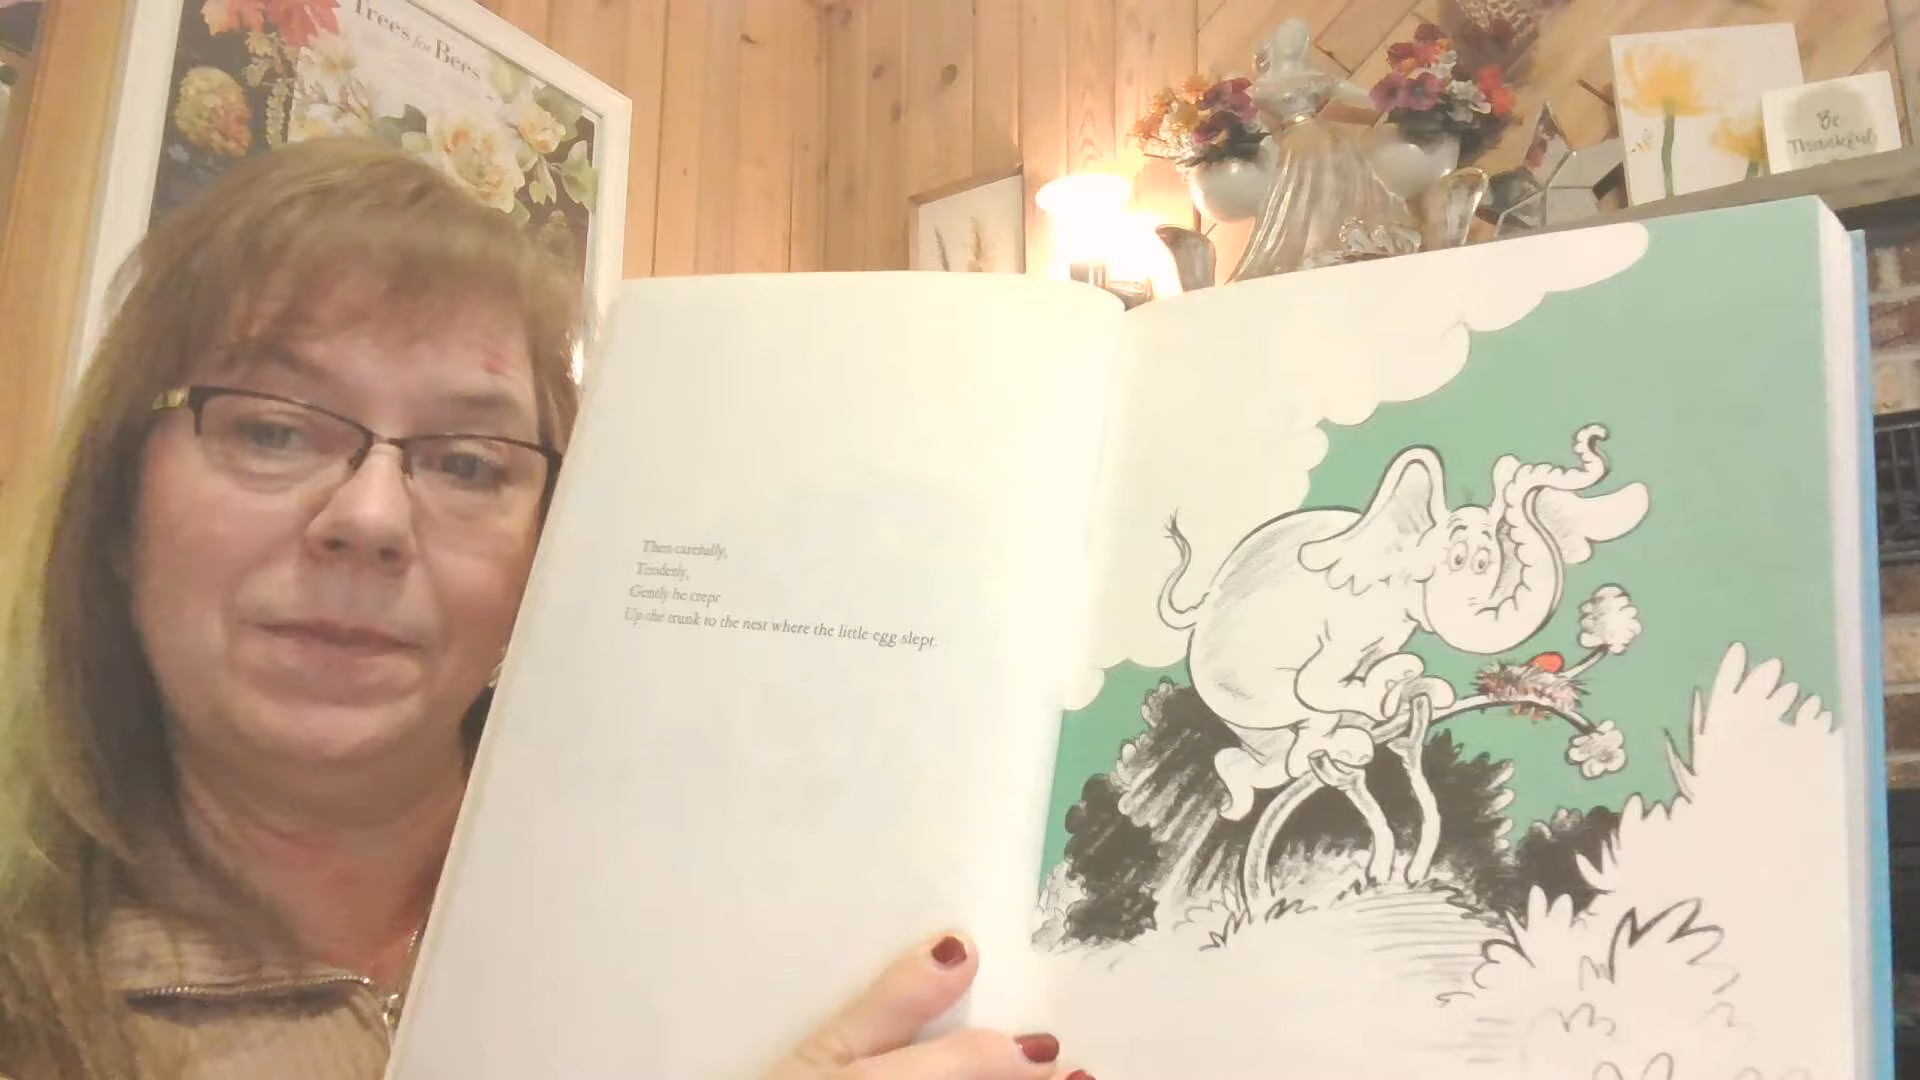 Trees for Bees
Be
Thankful
Then carefully,
Tenderly,
Gently he crept
Up the trunk to the nest where the little egg slept.